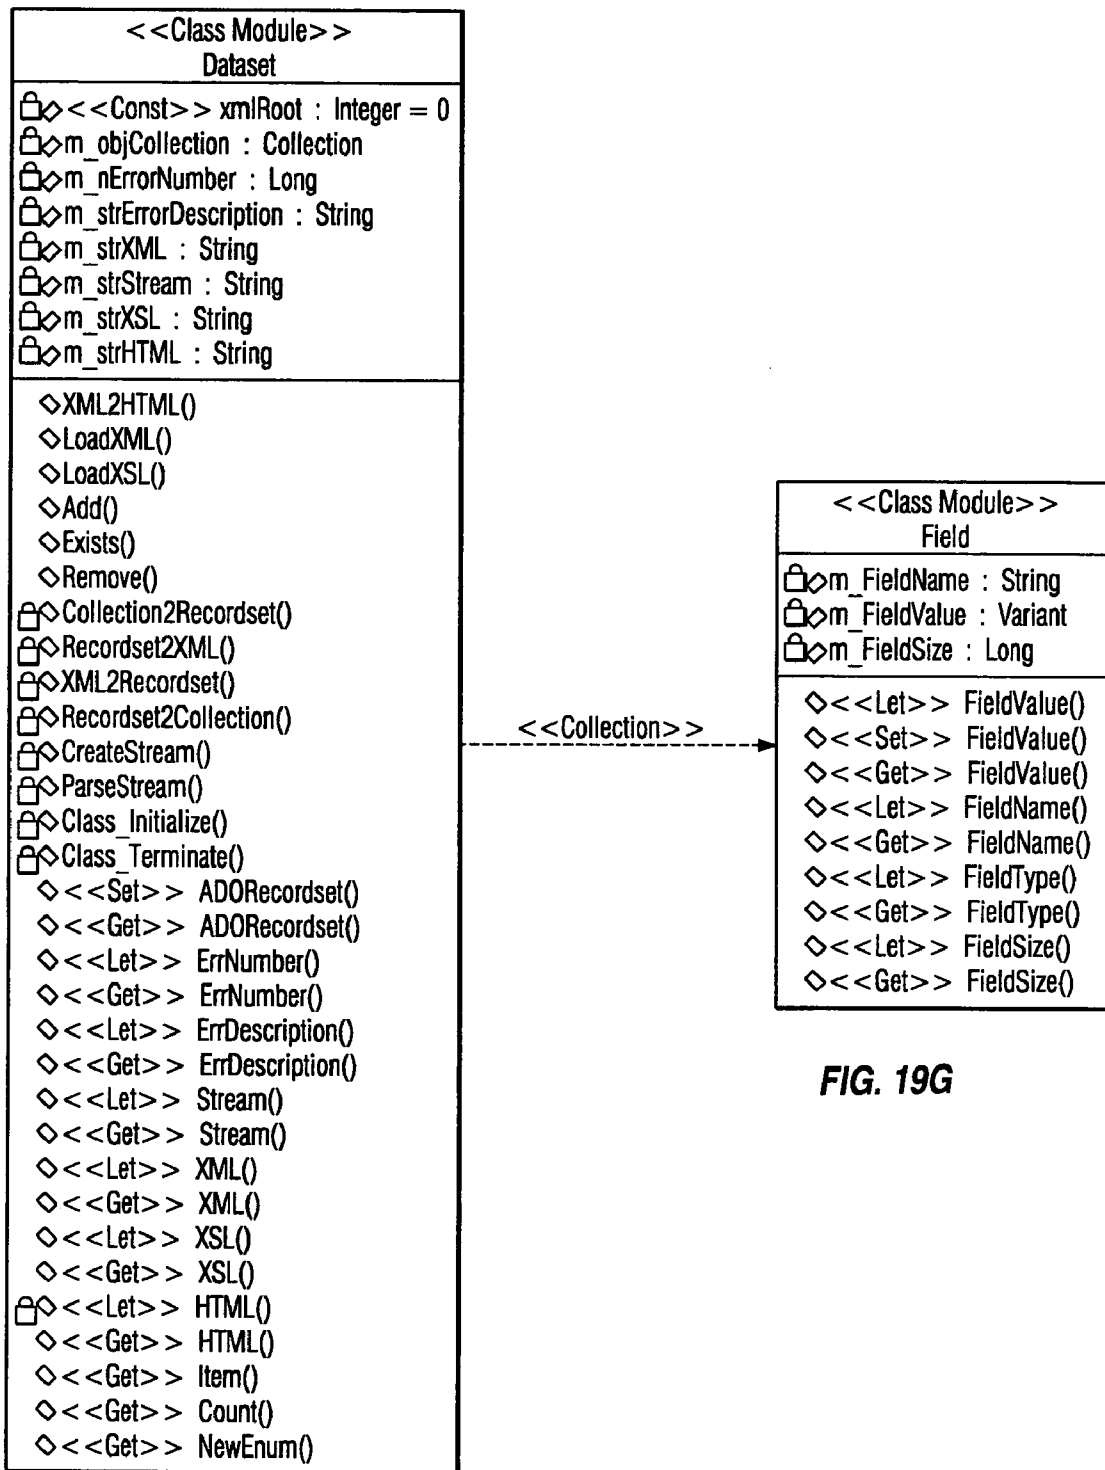 <<Class Module>>
Dataset
<<Const>> xmlRoot : Integer = 0
m_objCollection : Collection
m_nErrorNumber : Long
m_strErrorDescription : String
m_strXML : String
m_strStream : String
m_strXSL : String
m_strHTML : String
XML2HTML()
LoadXML()
LoadXSL()
Add()
Exists()
Remove()
Collection2Recordset()
Recordset2XML()
XML2Recordset()
Recordset2Collection()
CreateStream()
ParseStream()
Class_Initialize()
Class_Terminate()
<<Set>> ADORecordset()
<<Get>> ADORecordset()
<<Let>> ErrNumber()
<<Get>> ErrNumber()
<<Let>> ErrDescription()
<<Get>> ErrDescription()
<<Let>> Stream()
<<Get>> Stream()
<<Let>> XML()
<<Get>> XML()
<<Let>> XSL()
<<Get>> XSL()
<<Let>> HTML()
<<Get>> HTML()
<<Get>> Item()
<<Get>> Count()
<<Get>> NewEnum()
<<Collection>>
<<Class Module>>
Field
m_FieldName : String
m_FieldValue : Variant
m_FieldSize : Long
<<Let>> FieldValue()
<<Set>> FieldValue()
<<Get>> FieldValue()
<<Let>> FieldName()
<<Get>> FieldName()
<<Let>> FieldType()
<<Get>> FieldType()
<<Let>> FieldSize()
<<Get>> FieldSize()
FIG. 19G